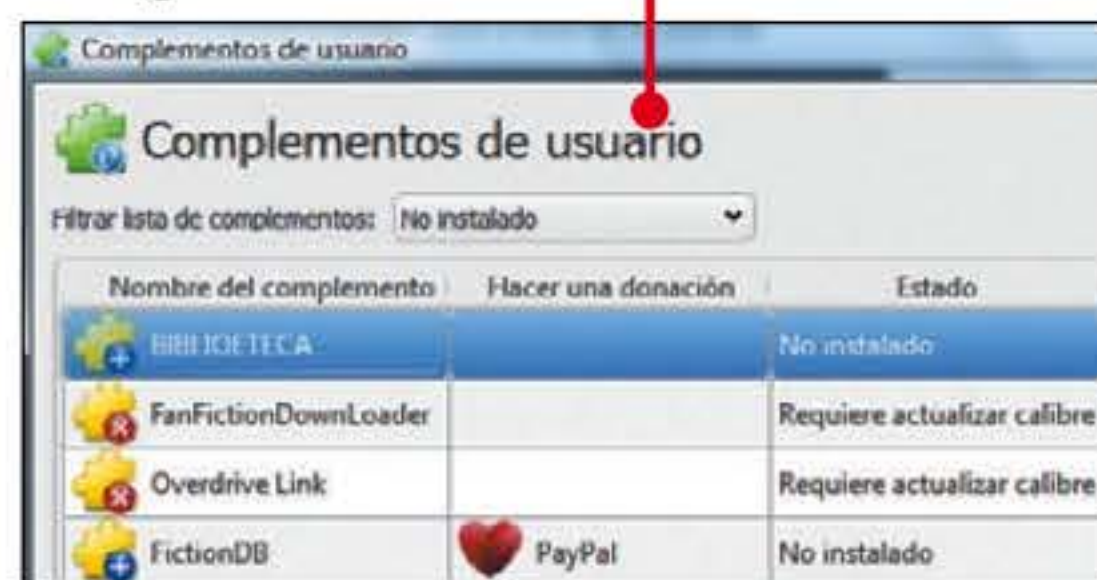 Complementos de usuario
Complementos de usuario
Filtrar lista de complementos: No instalado
Nombre del complemento Hacer una donación Estado
BIBLIOETECA No instalado
FanFictionDownLoader Requiere actualizar calibre
Overdrive Link Requiere actualizar calibre
FictionDB PayPal No instalado